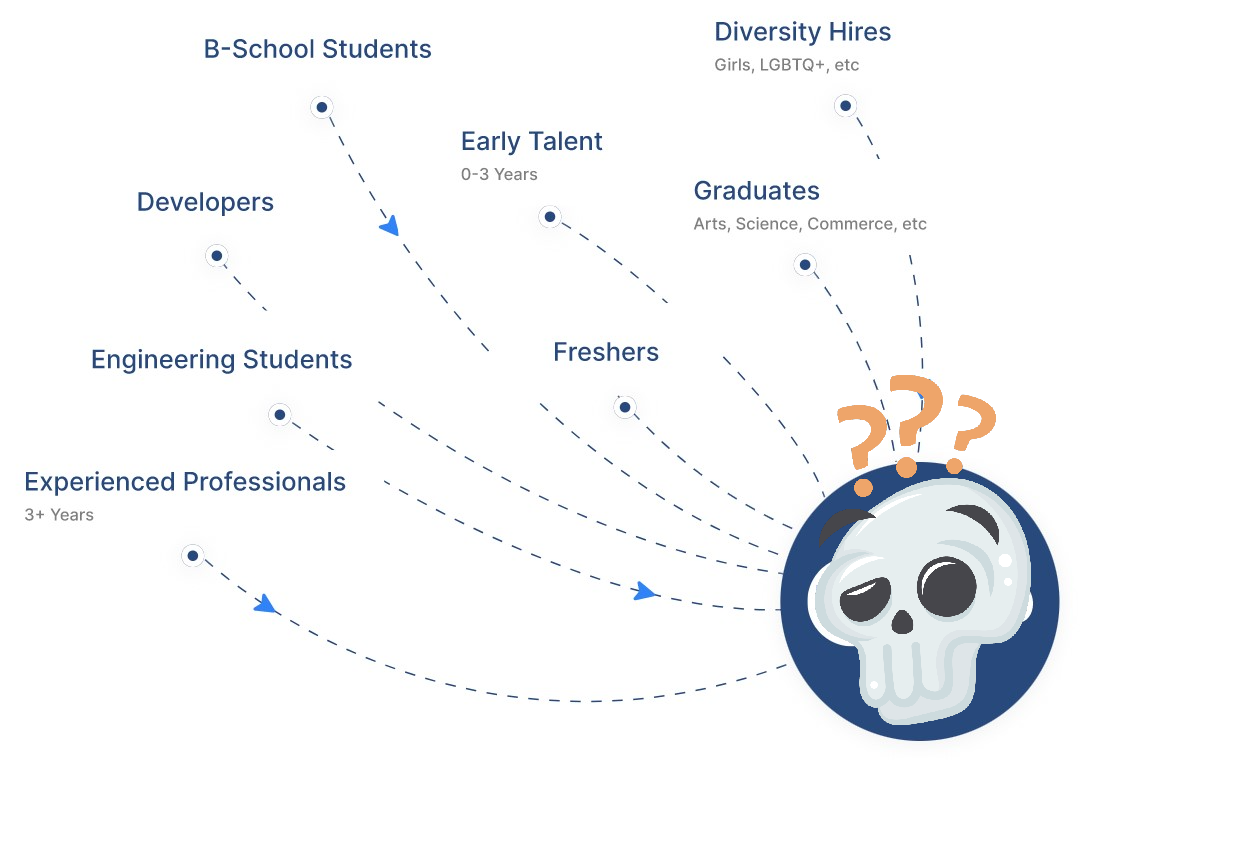 Diversity Hires
Girls, LGBTQ+, etc
B-School Students
Early Talent
0-3 Years
Graduates
Arts, Science, Commerce, etc
Developers
Freshers
Engineering Students
Experienced Professionals
3+ Years
???